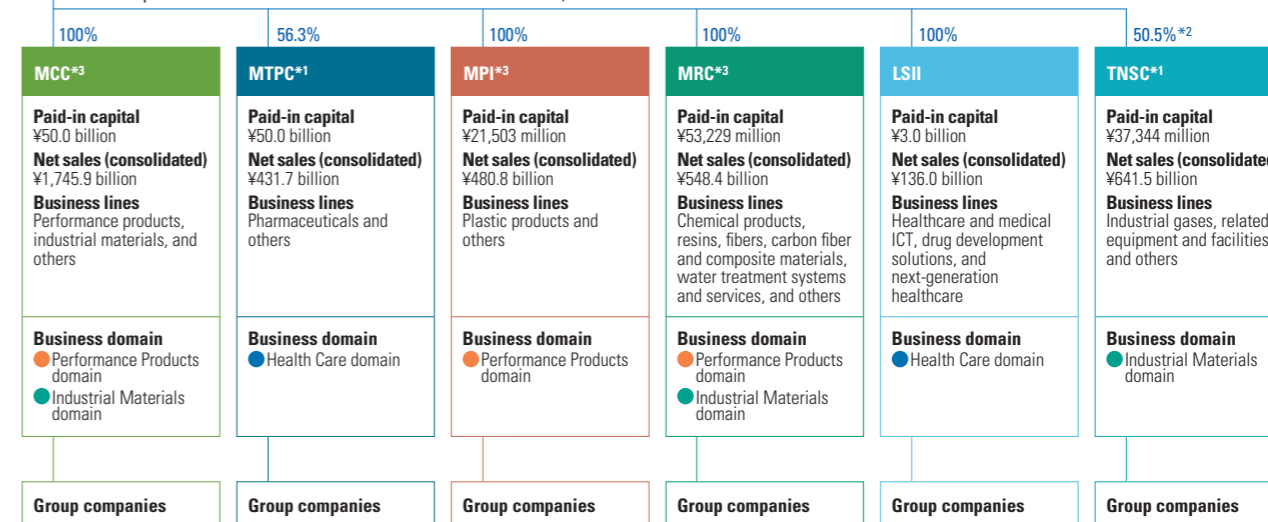 100%
56.3%
100%
100%
100%
50.5%*2
MCC*3
Paid-in capital
¥50.0 billion
Net sales (consolidated)
¥1,745.9 billion
Business lines
Performance products,
industrial materials, and
others
Business domain
Performance Products
domain
Industrial Materials
domain
Group companies
MTPC*1
Paid-in capital
¥50.0 billion
Net sales (consolidated)
¥431.7 billion
Business lines
Pharmaceuticals and
others
Business domain
Health Care domain
Group companies
MPI*3
Paid-in capital
¥21,503 million
Net sales (consolidated)
¥480.8 billion
Business lines
Plastic products and
others
Business domain
Performance Products
domain
Group companies
MRC*3
Paid-in capital
¥53,229 million
Net sales (consolidated)
¥548.4 billion
Business lines
Chemical products,
resins, fibers, carbon fiber
and composite materials,
water treatment systems
and services, and others
Business domain
Performance Products
domain
Industrial Materials
domain
Group companies
LSII
Paid-in capital
¥3.0 billion
Net sales (consolidated)
¥136.0 billion
Business lines
Healthcare and medical
ICT, drug development
solutions, and
next-generation
healthcare
Business domain
Health Care domain
Group companies
TNSC*1
Paid-in capital
¥37,344 million
Net sales (consolidate
¥641.5 billion
Business lines
Industrial gases, related
equipment and facilities
and others
Business domain
Industrial Materials
domain
Group companies